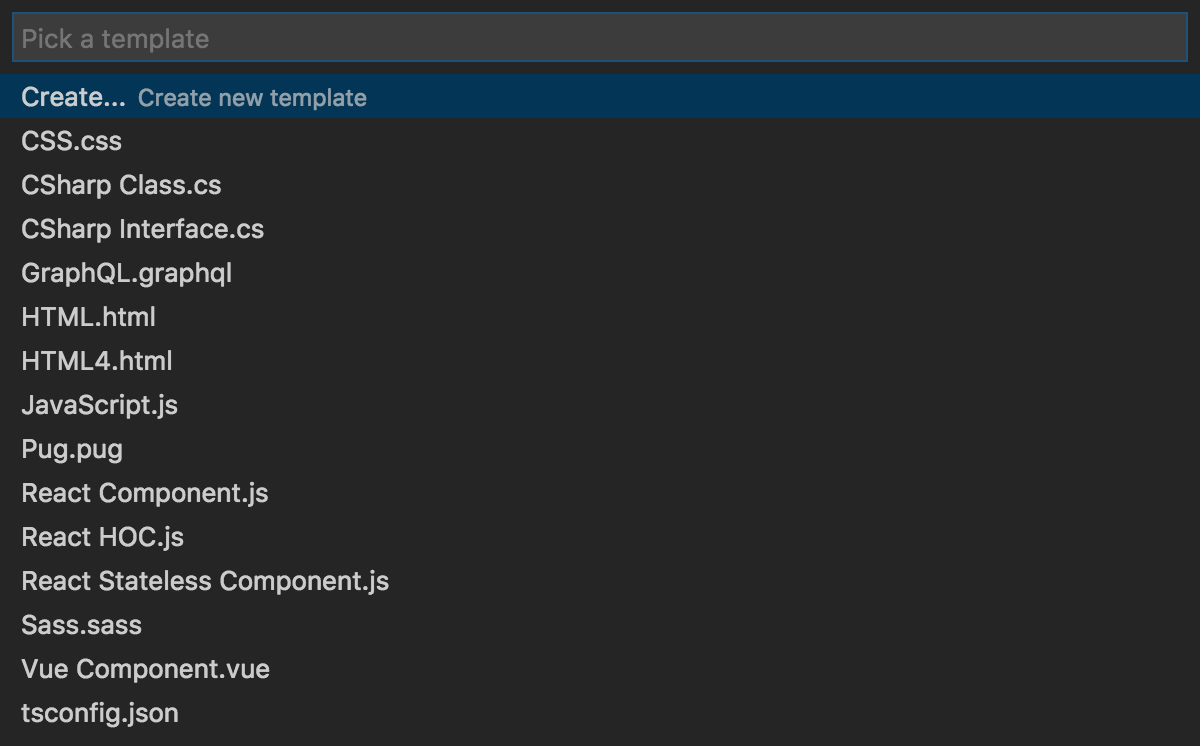 Pick a template
Create... Create new template
CSS.css
CSharp Class.cs
CSharp Interface.cs
GraphQL.graphql
HTML.html
HTML4.html
JavaScript.js
Pug.pug
React Component.js
React HOC.js
React Stateless Component.js
Sass.sass
Vue Component.vue
tsconfig.json